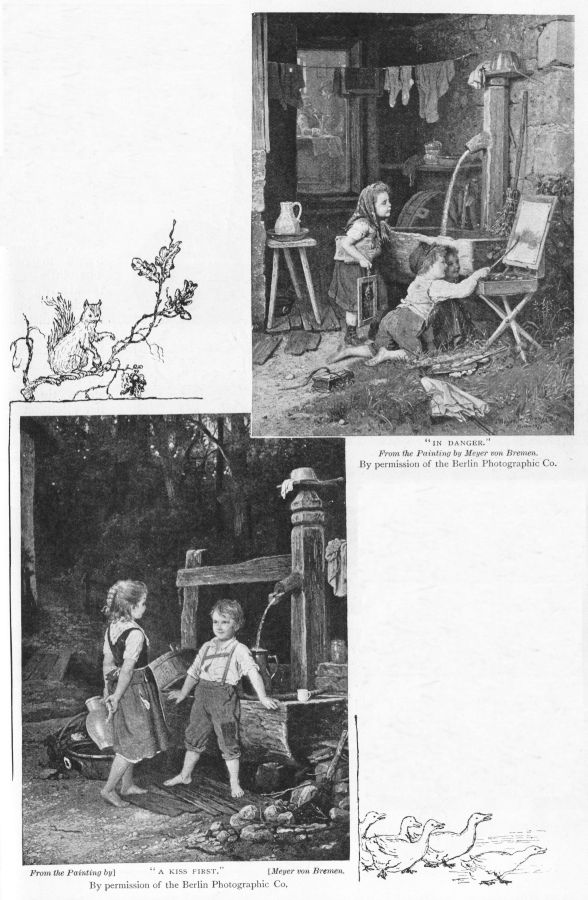 "IN DANGER."
From the Painting by Meyer von Bremen.
By permission of the Berlin Photographic Co.
From the Painting by] "A KISS FIRST." [Meyer von Bremen.
By permission of the Berlin Photographic Co.